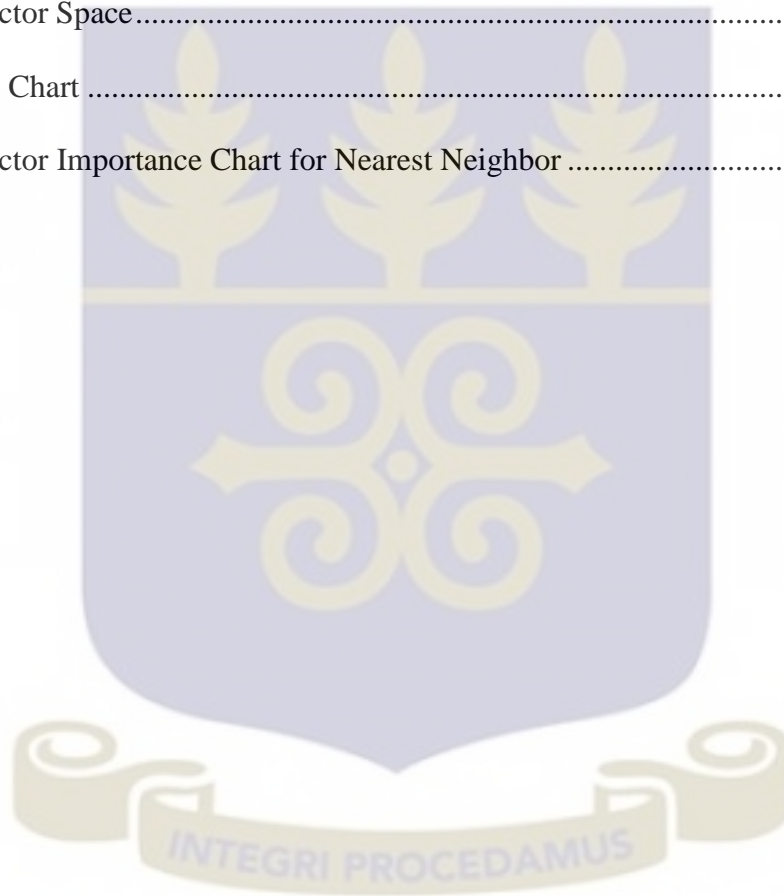 ctor Space.......................................................................................
Chart .............................................................................................
ctor Importance Chart for Nearest Neighbor .............................
INTEGRI PROCEDAMUS